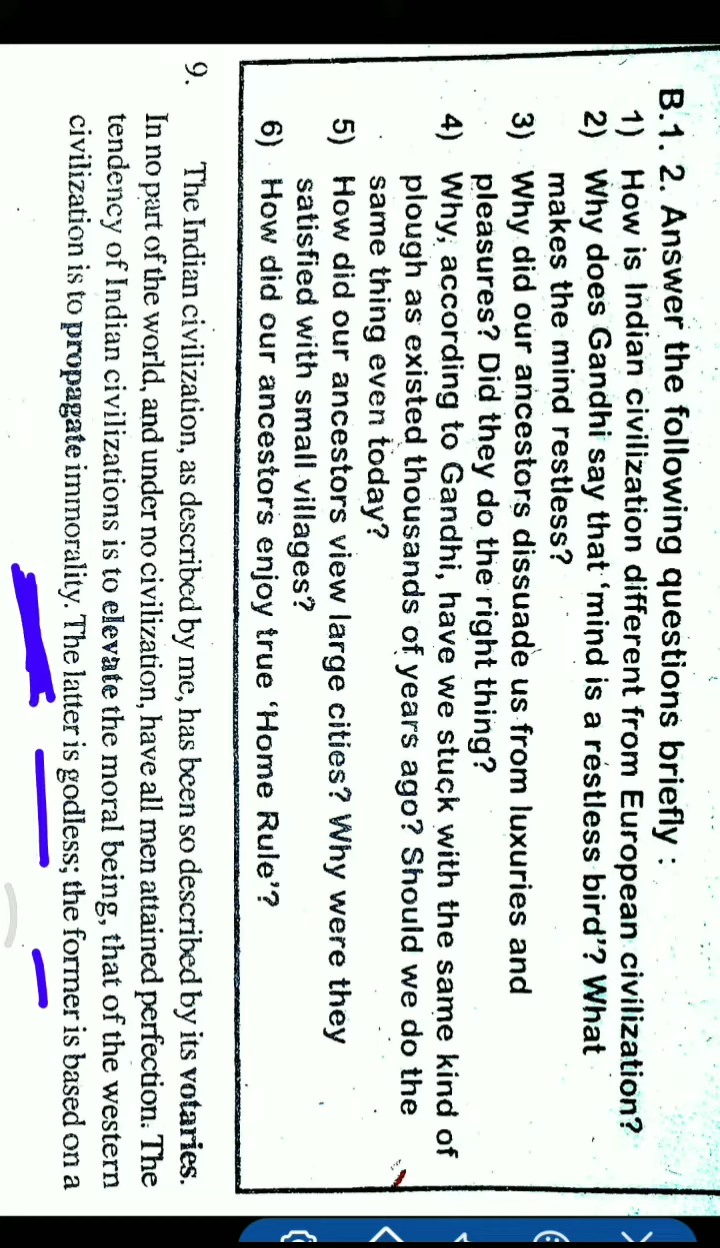 B.1. 2. Answer the following questions briefly :
1) How is Indian civilization different from European civilization?
2) Why does Gandhi say that 'mind is a restless bird'? What
makes the mind restless?
3) Why did our ancestors dissuade us from luxuries and
pleasures? Did they do the right thing?
4) Why, according to Gandhi, have we stuck with the same kind of
plough as existed thousands of years ago? Should we do the
same thing even today?
5) How did our ancestors view large cities? Why were they
satisfied with small villages?
6) How did our ancestors enjoy true 'Home Rule'?
9. The Indian civilization, as described by me, has been so described by its votaries.
In no part of the world, and under no civilization, have all men attained perfection. The
tendency of Indian civilizations is to elevate the moral being, that of the western
civilization is to propagate immorality. The latter is godless; the former is based on a